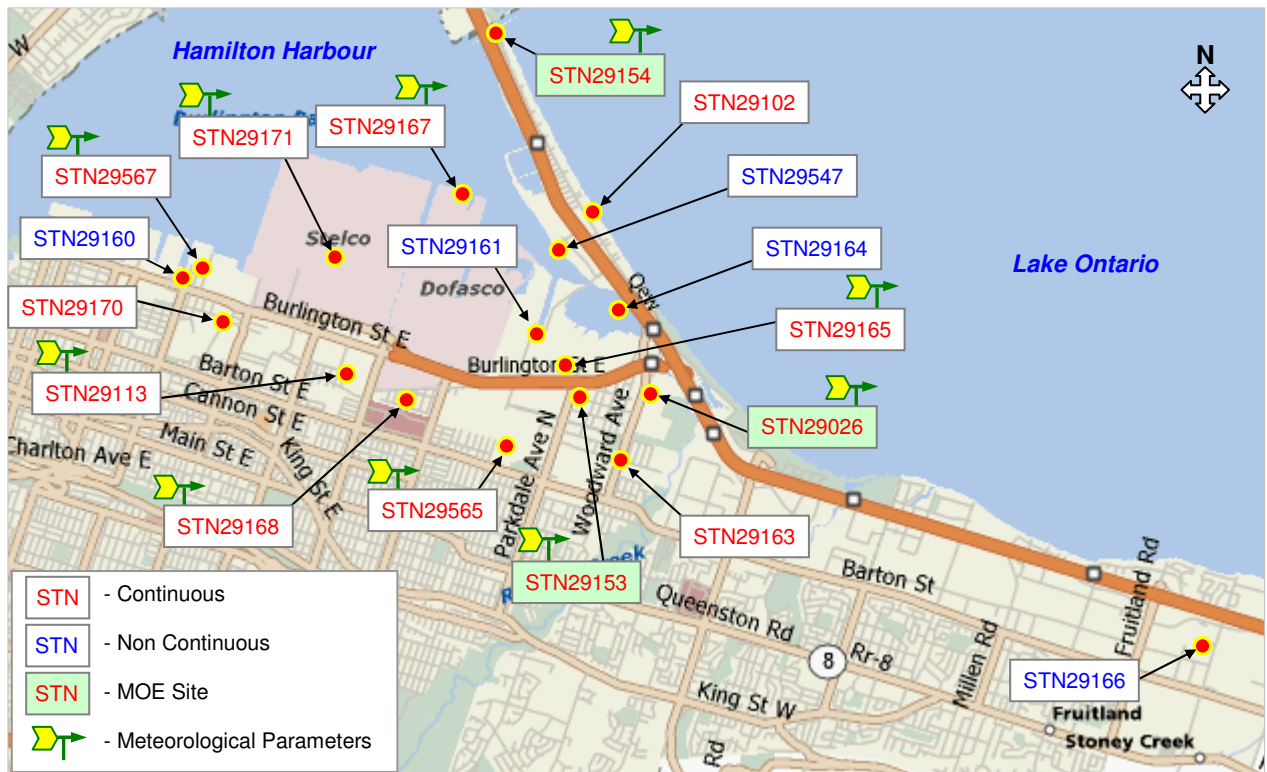 W
Hamilton Harbour
N
STN29154
STN29102
STN29171
STN29167
STN29567
STN29547
STN29160
Stelco
STN29161
STN29164
Lake Ontario
Dofasco
Qew
STN29170
Burlington St E
STN29165
Burlington St E
Barton St E
STN29113
Cannon St E
STN29026
Main St E
Charlton Ave E
King St E
Parkdale Ave N
Woodward Ave
STN29168
STN29565
STN29163
STN29153
Barton St
Queenston Rd
8
Rr-8
Millen Rd
Fruitland Rd
STN29166
King St W
Fruitland
Stoney Creek
Rd
STN - Continuous
STN - Non Continuous
STN - MOE Site
- Meteorological Parameters